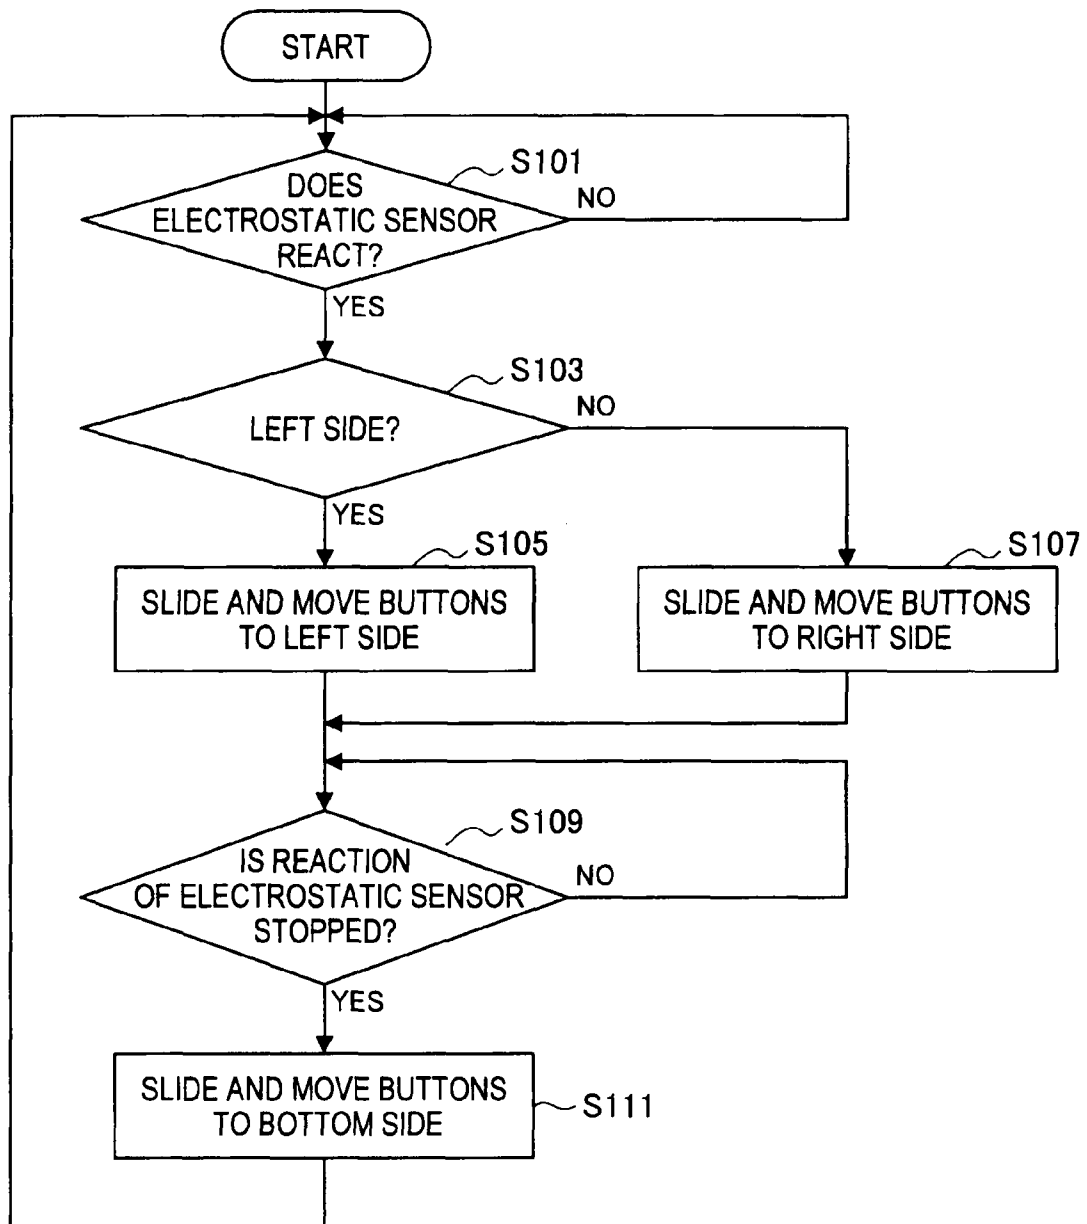 START
S101
DOES
ELECTROSTATIC SENSOR
REACT?
NO
YES
S103
LEFT SIDE?
NO
YES
S105
SLIDE AND MOVE BUTTONS
TO LEFT SIDE
S107
SLIDE AND MOVE BUTTONS
TO RIGHT SIDE
S109
IS REACTION
OF ELECTROSTATIC SENSOR
STOPPED?
NO
YES
SLIDE AND MOVE BUTTONS
TO BOTTOM SIDE
S111